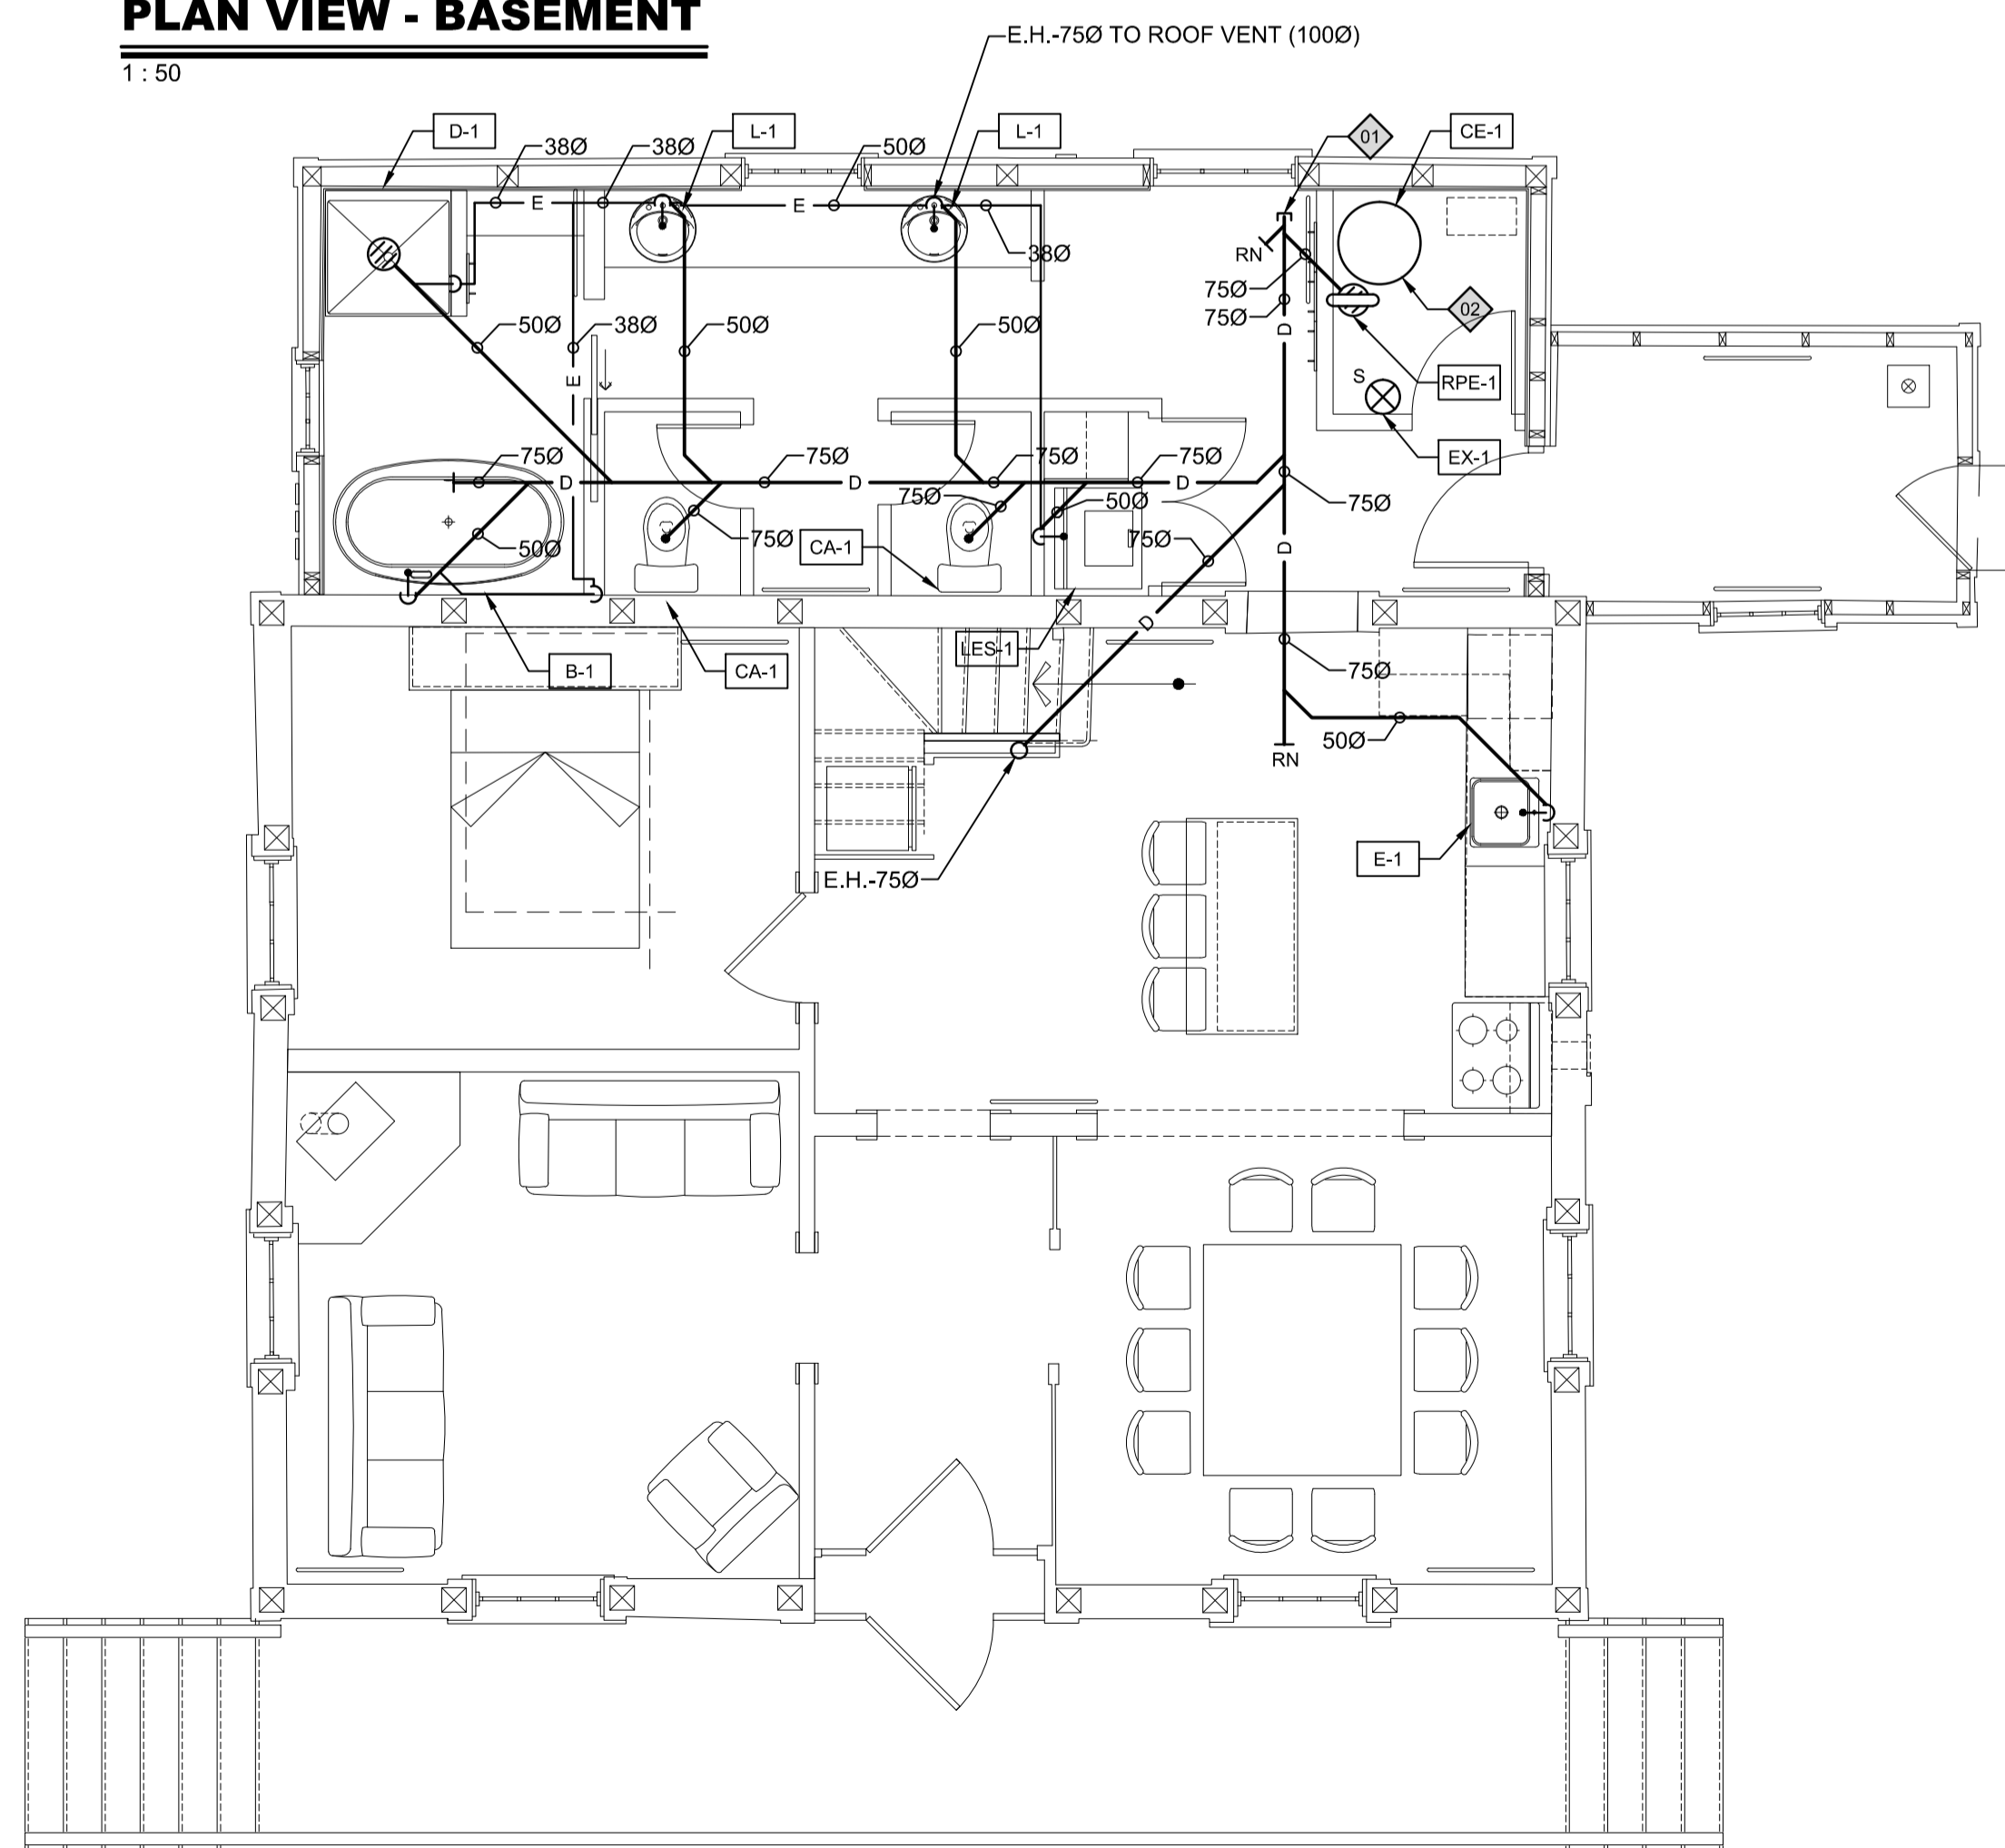 PLAN VIEW - BASEMENT
1 : 50
E.H.-75Ø TO ROOF VENT (100Ø)
D-1
38Ø
38Ø
L-1
50Ø
L-1
01
CE-1
E
E
38Ø
RN
75Ø
75Ø
02
50Ø
38Ø
50Ø
50Ø
D
E
S
RPE-1
75Ø
75Ø
75Ø
75Ø
EX-1
D
D
D
75Ø
50Ø
75Ø
50Ø
75Ø
CA-1
75Ø
D
D
LES-1
B-1
CA-1
75Ø
50Ø
RN
E-1
E.H.-75Ø